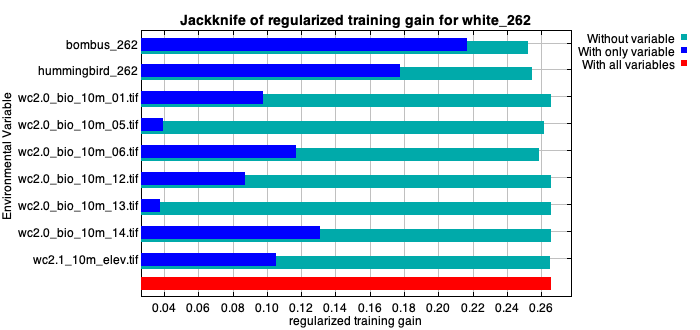 Jackknife of regularized training gain for white_262
Without variable
With only variable
With all variables
Environmental Variable
bombus_262
hummingbird_262
wc2.0_bio_10m_01.tif
wc2.0_bio_10m_05.tif
wc2.0_bio_10m_06.tif
wc2.0_bio_10m_12.tif
wc2.0_bio_10m_13.tif
wc2.0_bio_10m_14.tif
wc2.1_10m_elev.tif
0.04 0.06 0.08 0.10 0.12 0.14 0.16 0.18 0.20 0.22 0.24 0.26
regularized training gain